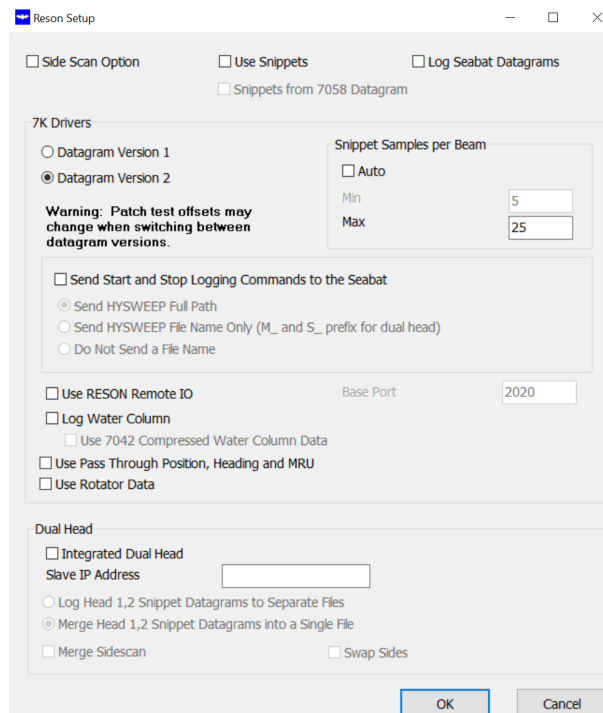 Reson Setup
Side Scan Option
Use Snippets
Log Seabat Datagrams
Snippets from 7058 Datagram
7K Drivers
Datagram Version 1
Datagram Version 2
Warning: Patch test offsets may
change when switching between
datagram versions.
Snippet Samples per Beam
Auto
Min
5
Max
25
Send Start and Stop Logging Commands to the Seabat
Send HYSWEEP Full Path
Send HYSWEEP File Name Only (M_ and S_ prefix for dual head)
Do Not Send a File Name
Use RESON Remote IO
Base Port
2020
Log Water Column
Use 7042 Compressed Water Column Data
Use Pass Through Position, Heading and MRU
Use Rotator Data
Dual Head
Integrated Dual Head
Slave IP Address
Log Head 1,2 Snippet Datagrams to Separate Files
Merge Head 1,2 Snippet Datagrams into a Single File
Merge Sidescan
Swap Sides
OK
Cancel